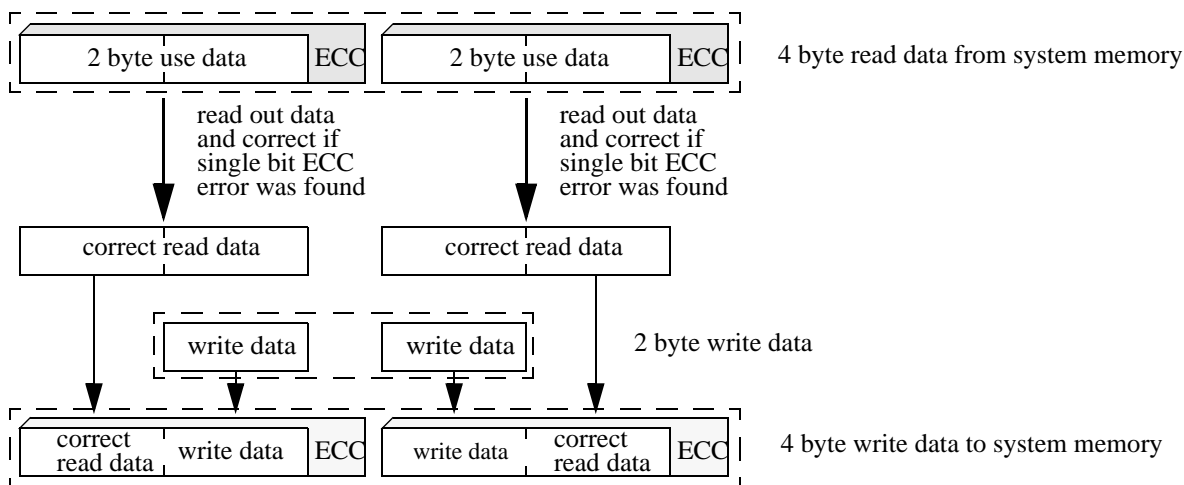 2 byte use data ECC 2 byte use data ECC 4 byte read data from system memory
read out data
and correct if
single bit ECC
error was found
read out data
and correct if
single bit ECC
error was found
correct read data correct read data
write data write data 2 byte write data
correct
read data write data ECC write data correct
read data ECC 4 byte write data to system memory